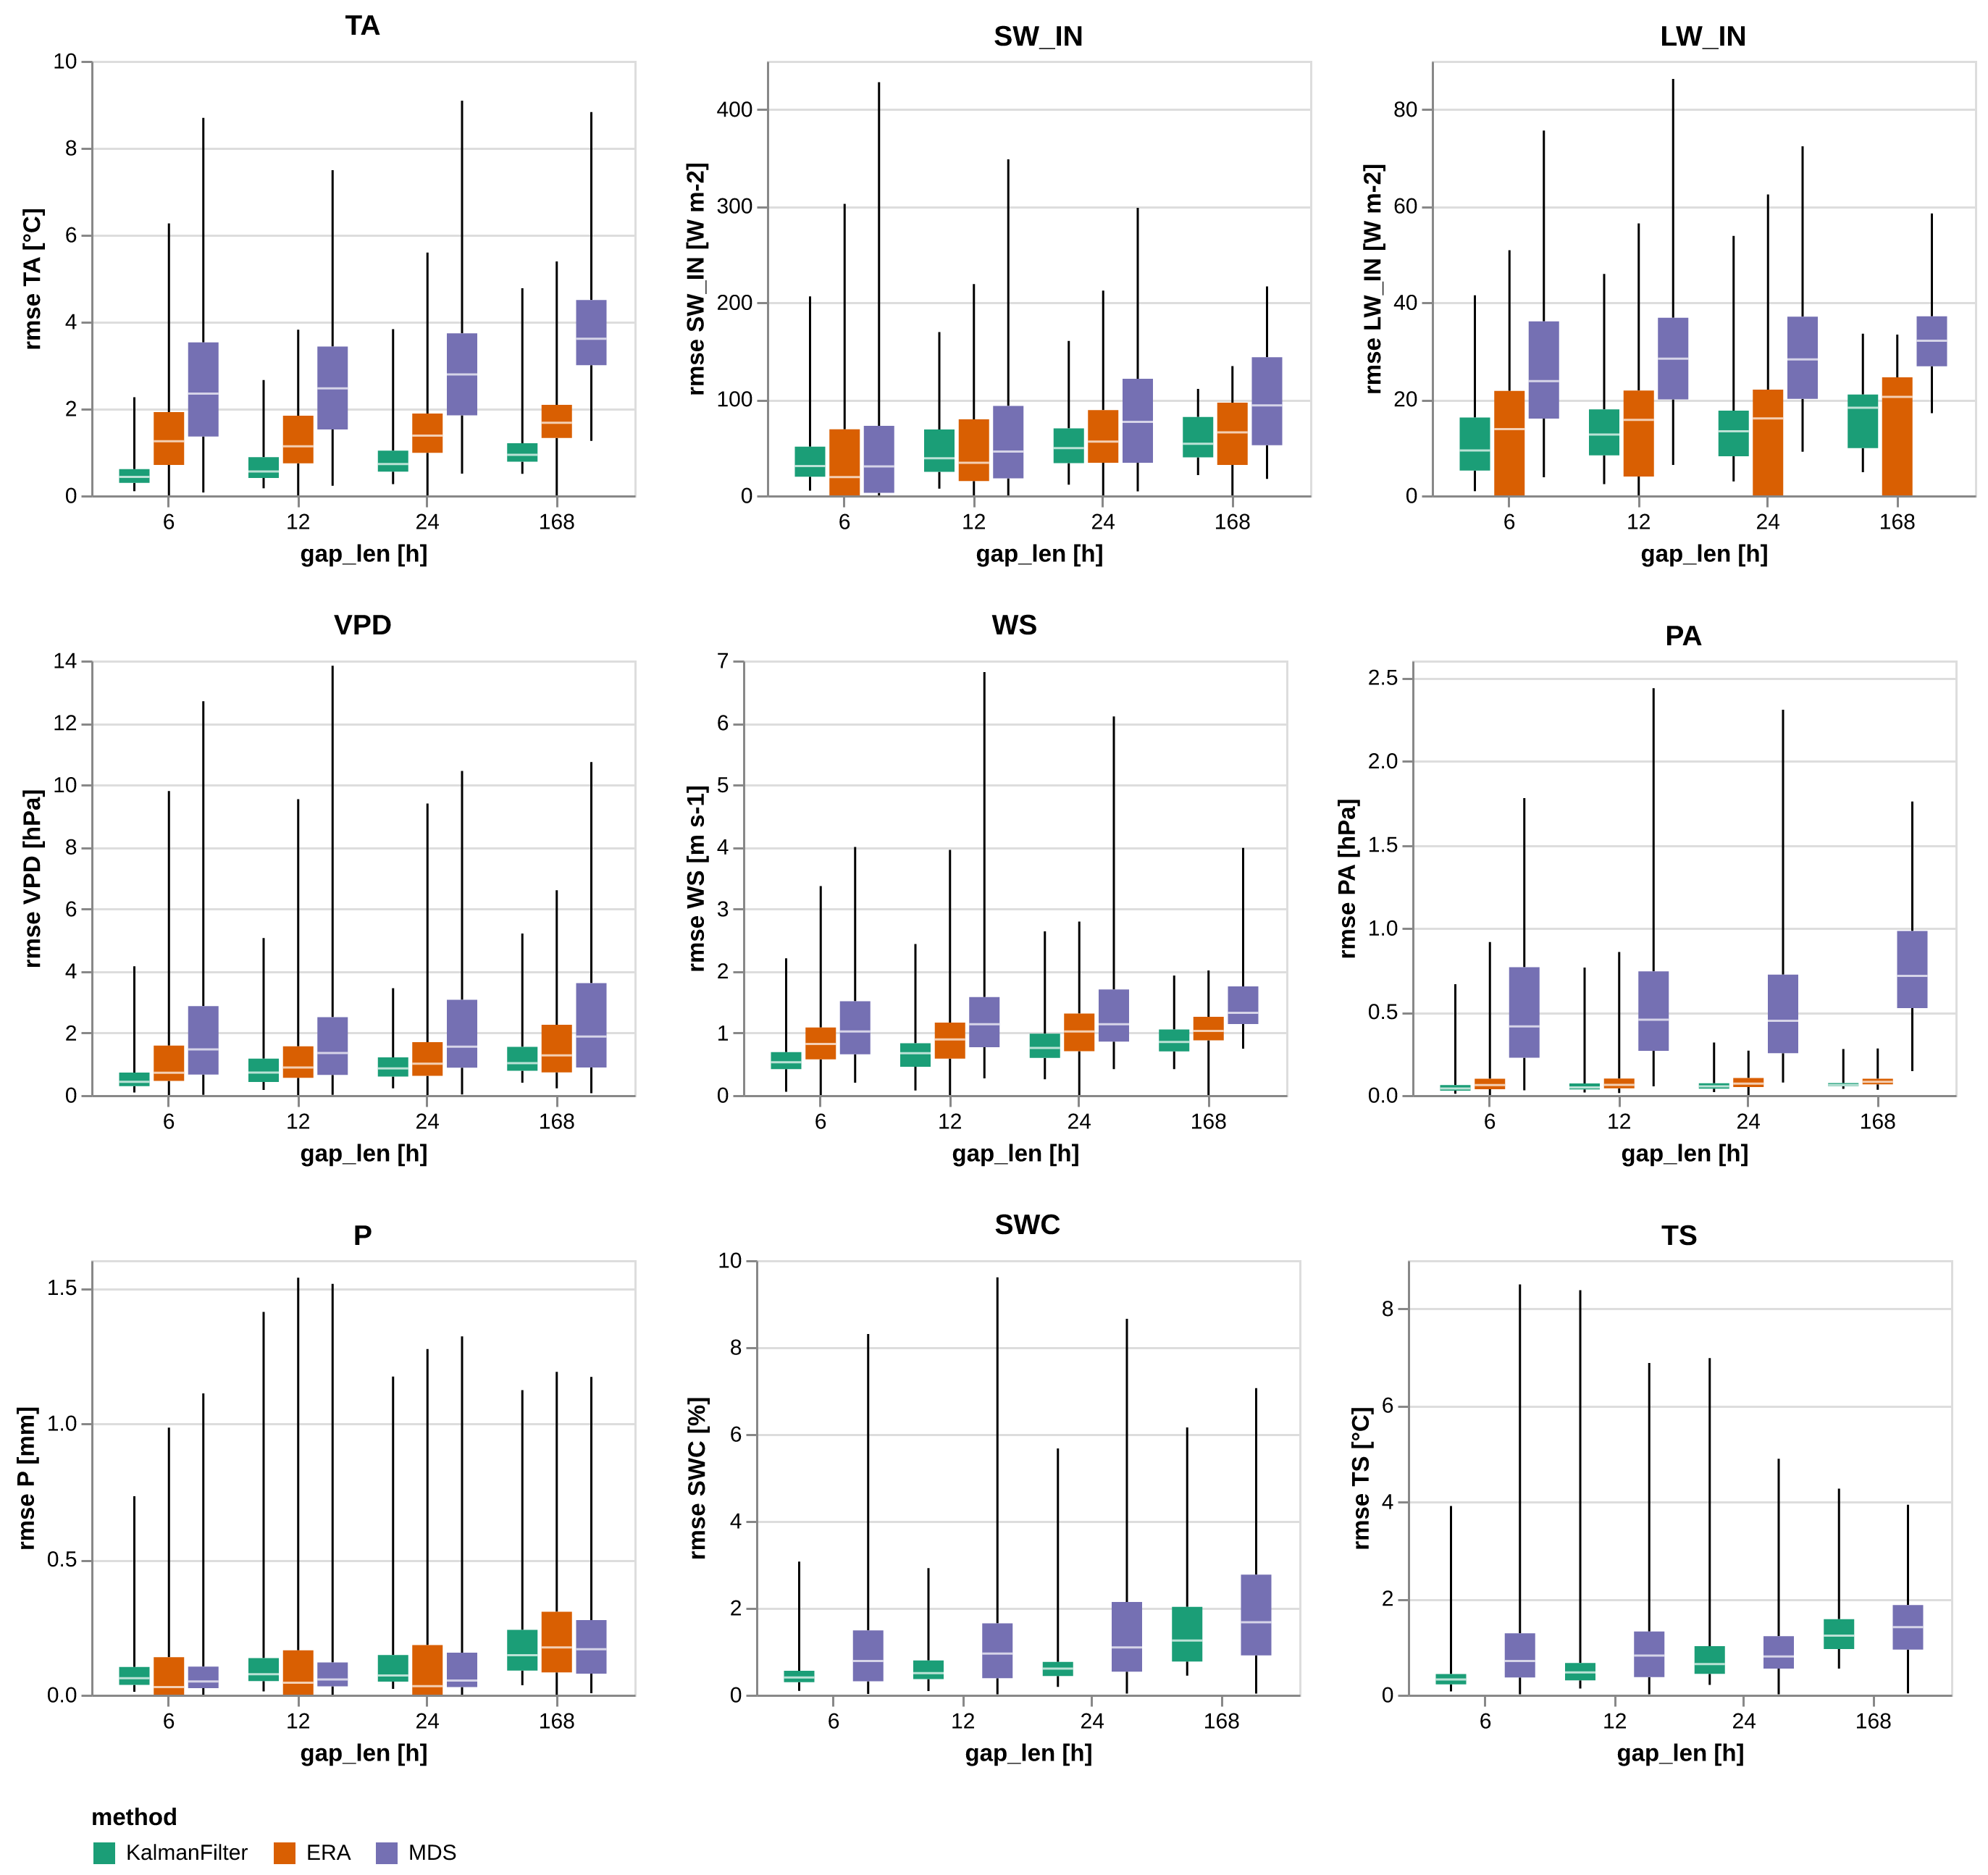 TA
10
8
6
4
2
0
rmse TA [°C]
6 12 24 168
gap_len [h]
SW_IN
400
300
200
100
0
rmse SW_IN [W m-2]
6 12 24 168
gap_len [h]
LW_IN
80
60
40
20
0
rmse LW_IN [W m-2]
6 12 24 168
gap_len [h]
VPD
14
12
10
8
6
4
2
0
rmse VPD [hPa]
6 12 24 168
gap_len [h]
WS
7
6
5
4
3
2
1
0
rmse WS [m s-1]
6 12 24 168
gap_len [h]
PA
2.5
2.0
1.5
1.0
0.5
0.0
rmse PA [hPa]
6 12 24 168
gap_len [h]
P
1.5
1.0
0.5
0.0
rmse P [mm]
6 12 24 168
gap_len [h]
SWC
10
8
6
4
2
0
rmse SWC [%]
6 12 24 168
gap_len [h]
TS
8
6
4
2
0
rmse TS [°C]
6 12 24 168
gap_len [h]
method
KalmanFilter ERA MDS